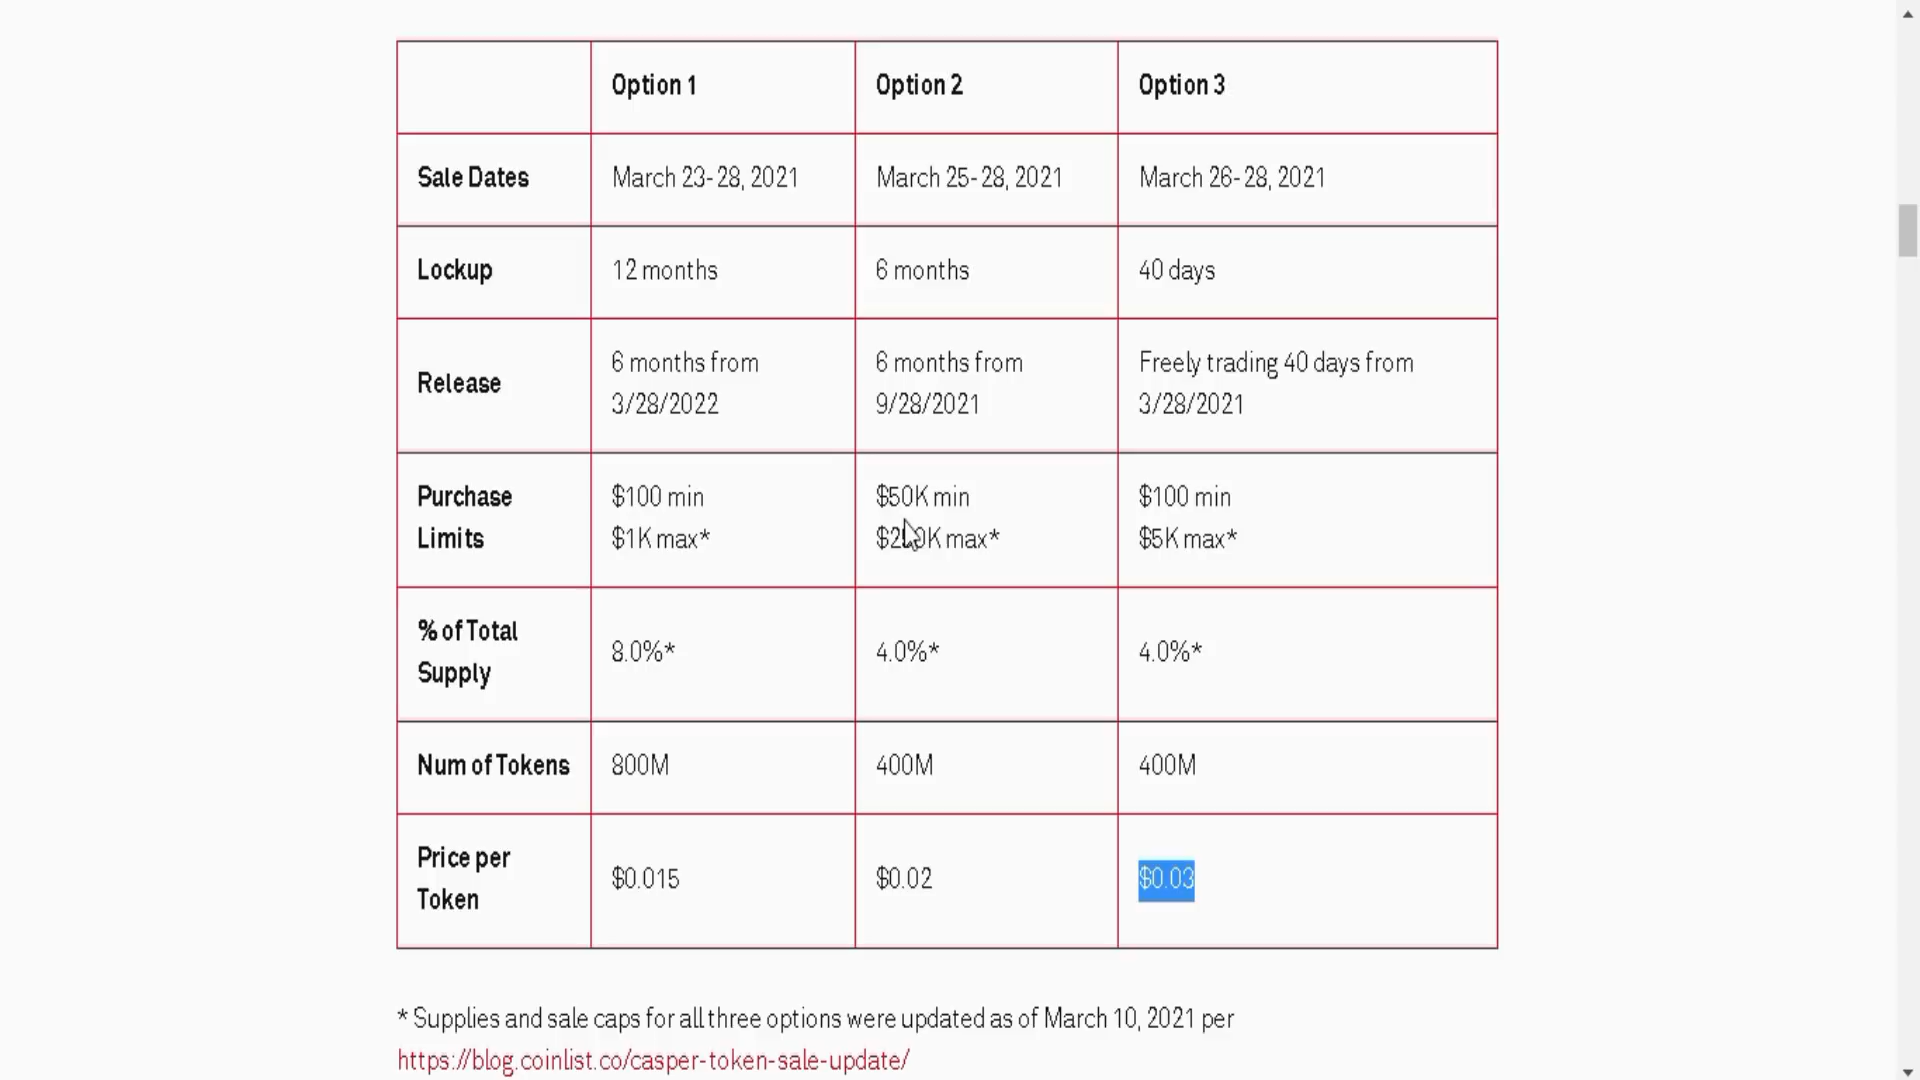 Option 1 Option 2 Option 3
Sale Dates March 23-28, 2021 March 25-28, 2021 March 26-28, 2021
Lockup 12 months 6 months 40 days
Release
6 months from
3/28/2022
6 months from
9/28/2021
Freely trading 40 days from
3/28/2021
Purchase
Limits
$100 min
$1K max*
$50K min
max*
$100 min
$5K max*
% of Total
Supply
8.0%* 4.0%* 4.0%*
Num of Tokens 800M 400M 400M
Price per
Token
$0.015 $0.02 $0.03
* Supplies and sale caps for all three options were updated as of March 10, 2021 per
https://blog.coinlist.co/casper-token-sale-update/